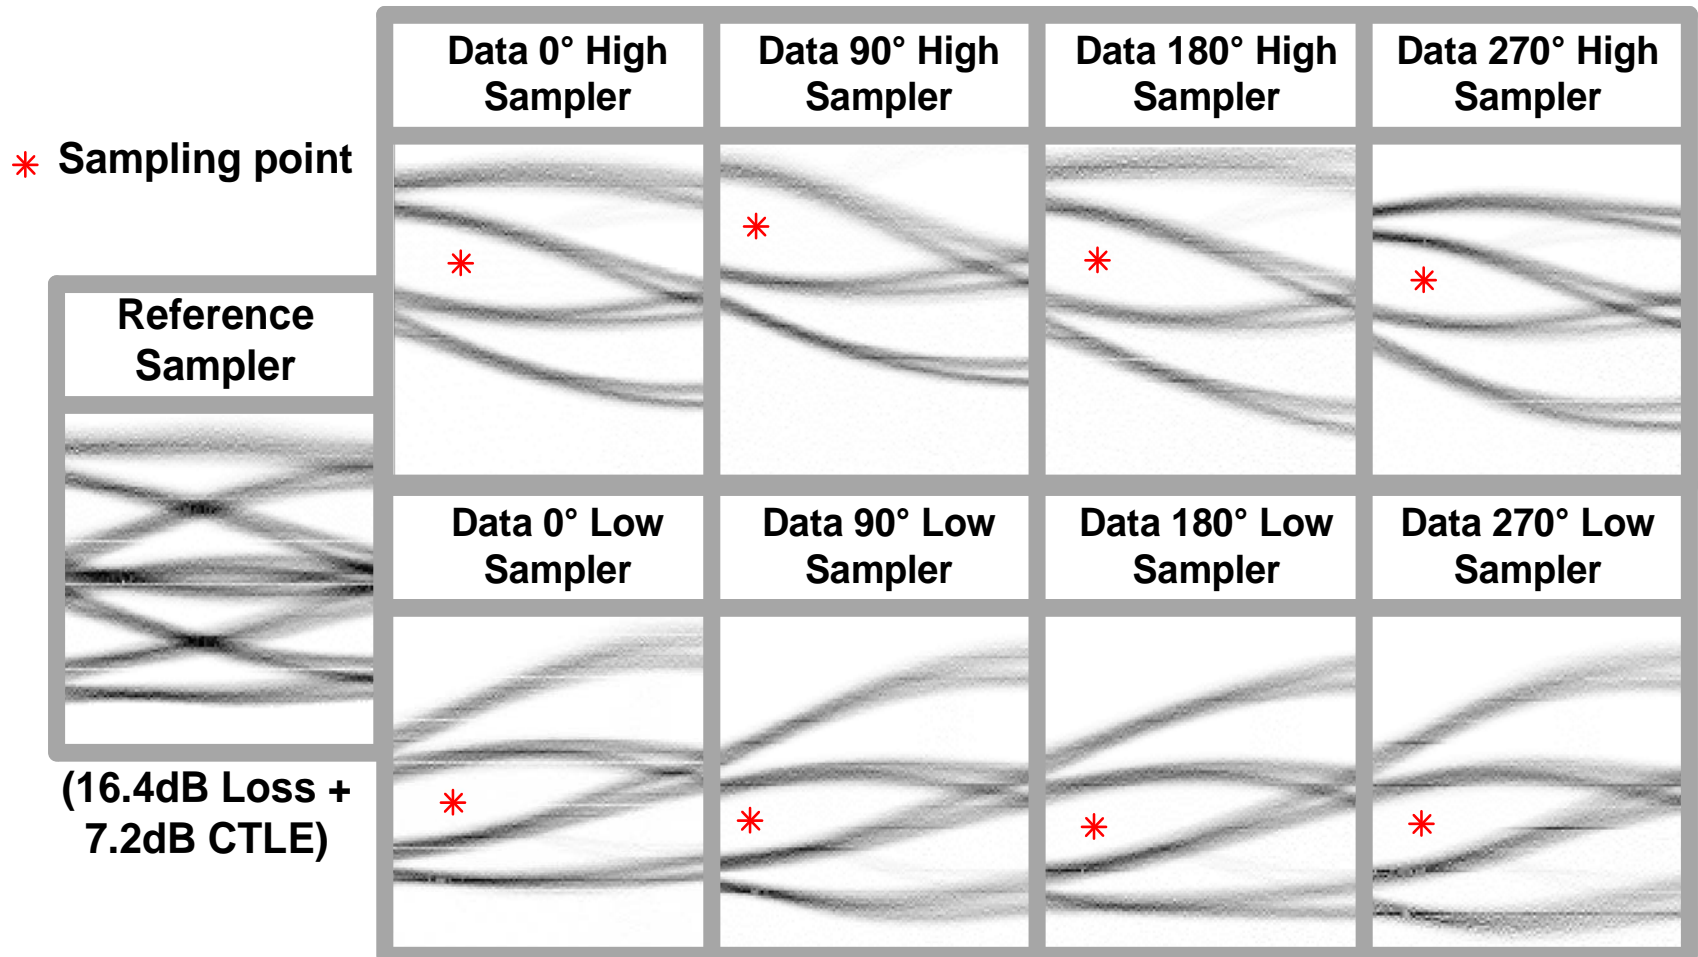 Data 0° High
Sampler
Data 90° High
Sampler
Data 180° High
Sampler
Data 270° High
Sampler
Sampling point
Reference
Sampler
(16.4dB Loss +
7.2dB CTLE)
Data 0° Low
Sampler
Data 90° Low
Sampler
Data 180° Low
Sampler
Data 270° Low
Sampler